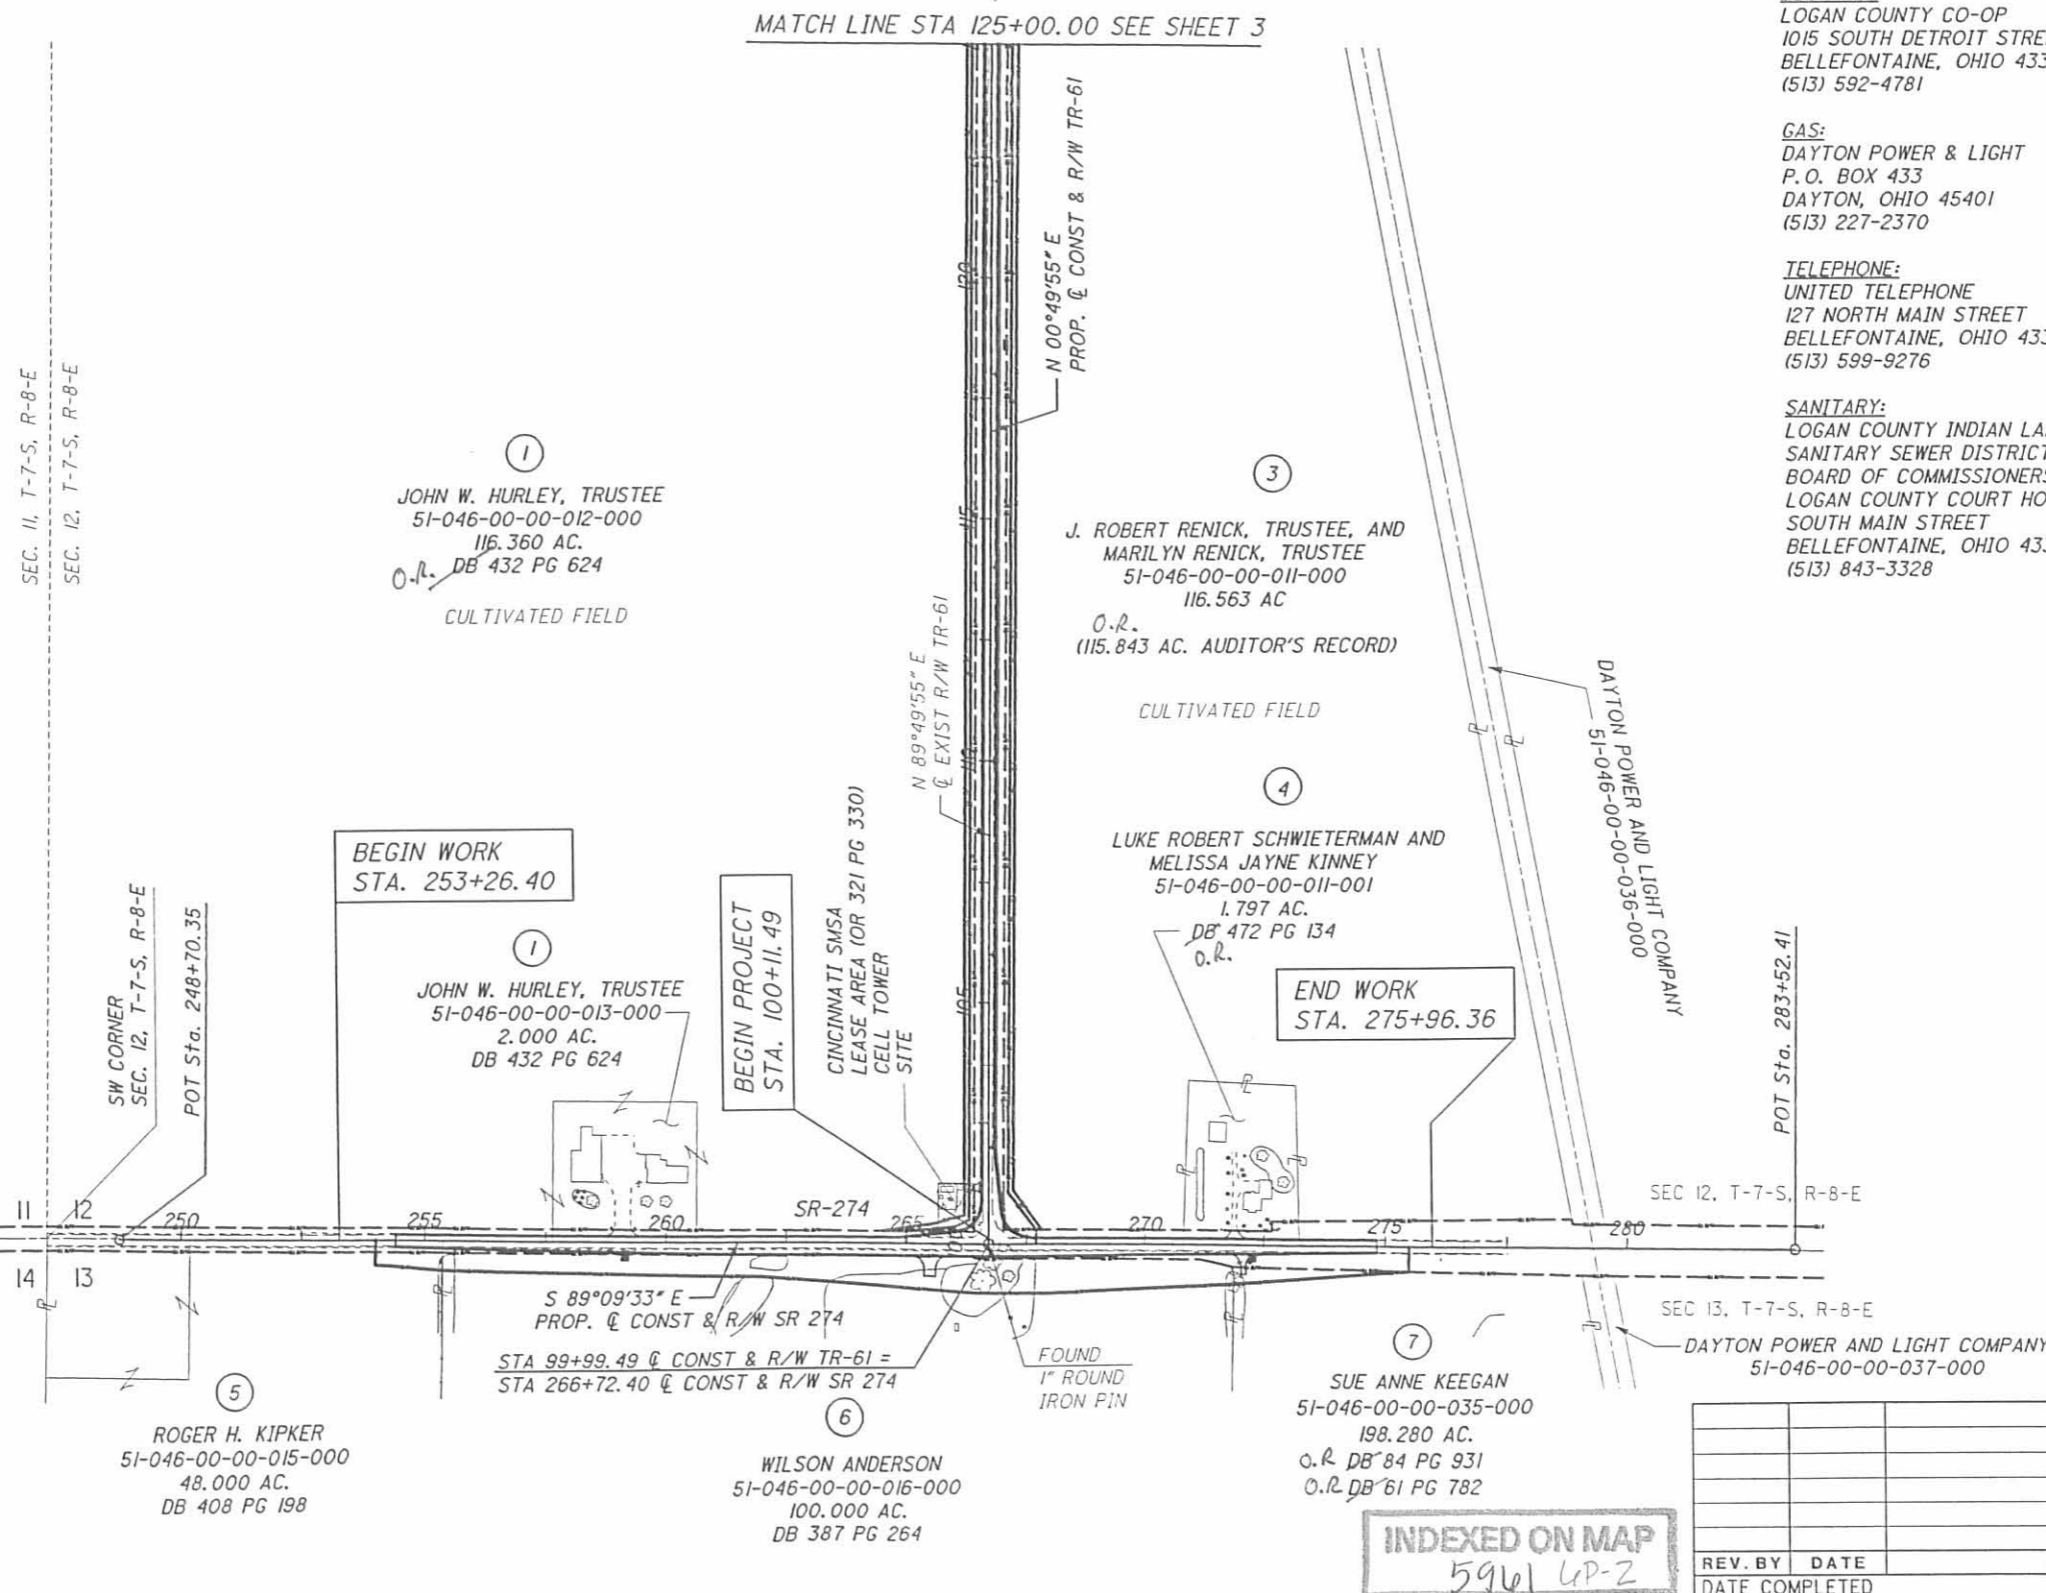 MATCH LINE STA 125+00.00 SEE SHEET 3
LOGAN COUNTY CO-OP
1015 SOUTH DETROIT
BELLEFONTAINE, OHIO
(513) 592-4781
GAS:
DAYTON POWER & LIGHT
P.O. BOX 433
DAYTON, OHIO 45401
(513) 227-2370
TELEPHONE:
UNITED TELEPHONE
127 NORTH MAIN STREET
BELLEFONTAINE, OHIO
(513) 599-9276
SANITARY:
LOGAN COUNTY INDIAN
SANITARY SEWER DISTRICT
BOARD OF COMMISSIONERS
LOGAN COUNTY COURT
SOUTH MAIN STREET
BELLEFONTAINE, OHIO
(513) 843-3328
N 00°49'55" E
PROP. ℄ CONST & R/W TR-61
SEC. 11, T-7-S, R-8-E
SEC. 12, T-7-S, R-8-E
1
JOHN W. HURLEY, TRUSTEE
51-046-00-00-012-000
116.360 AC.
O.R. DB 432 PG 624
CULTIVATED FIELD
120
115
110
105
3
J. ROBERT RENICK, TRUSTEE, AND
MARILYN RENICK, TRUSTEE
51-046-00-00-011-000
116.563 AC
O.R.
(115.843 AC. AUDITOR'S RECORD)
CULTIVATED FIELD
N 89°49'55" E
℄ EXIST R/W TR-61
DAYTON POWER AND LIGHT COMPANY
51-046-00-00-036-000
4
LUKE ROBERT SCHWIETERMAN AND
MELISSA JAYNE KINNEY
51-046-00-00-011-001
1.797 AC.
DB 472 PG 134
O.R.
BEGIN WORK
STA. 253+26.40
1
JOHN W. HURLEY, TRUSTEE
51-046-00-00-013-000
2.000 AC.
DB 432 PG 624
BEGIN PROJECT
STA. 100+11.49
CINCINNATI SMSA
LEASE AREA (OR 321 PG 330)
CELL TOWER
SITE
END WORK
STA. 275+96.36
SW CORNER
SEC. 12, T-7-S, R-8-E
POT Sta. 248+70.35
POT Sta. 283+52.41
SEC 12, T-7-S, R-8-E
11 12
250 255 260 SR-274 265 270 275 280
14 13
S 89°09'33" E
PROP. ℄ CONST & R/W SR 274
STA 99+99.49 ℄ CONST & R/W TR-61 =
STA 266+72.40 ℄ CONST & R/W SR 274
FOUND
1" ROUND
IRON PIN
SEC 13, T-7-S, R-8-E
DAYTON POWER AND LIGHT COMPANY
51-046-00-00-037-000
5
ROGER H. KIPKER
51-046-00-00-015-000
48.000 AC.
DB 408 PG 198
6
WILSON ANDERSON
51-046-00-00-016-000
100.000 AC.
DB 387 PG 264
7
SUE ANNE KEEGAN
51-046-00-00-035-000
198.280 AC.
O.R DB 84 PG 931
O.R DB 61 PG 782
INDEXED ON MAP
REV. BY DATE
DATE COMPLETED